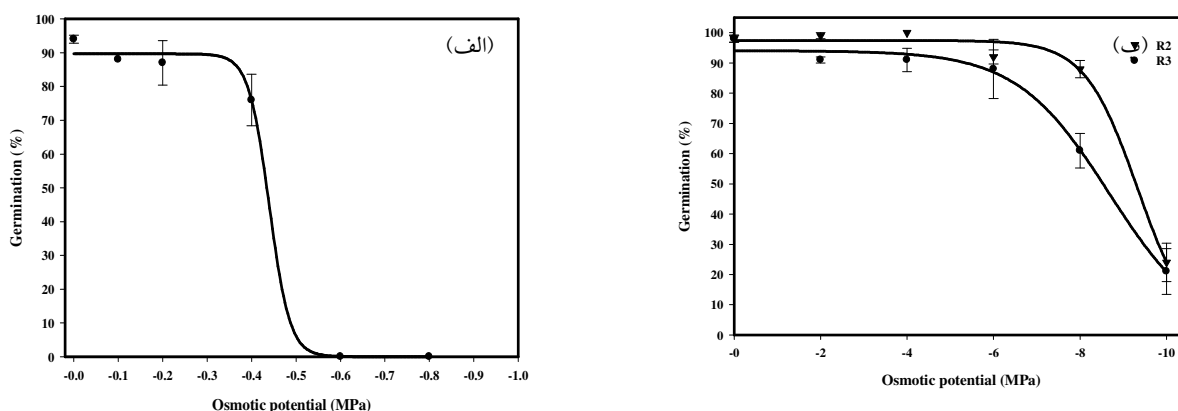 (الف)
Germination (%)
100
90
80
70
60
50
40
30
20
10
0
-0.0 -0.1 -0.2 -0.3 -0.4 -0.5 -0.6 -0.7 -0.8 -1.0
Osmotic potential (MPa)
(ف)
R2
R3
Germination (%)
100
90
80
70
60
50
40
30
20
10
0
-0 -2 -4 -6 -8 -10
Osmotic potential (MPa)